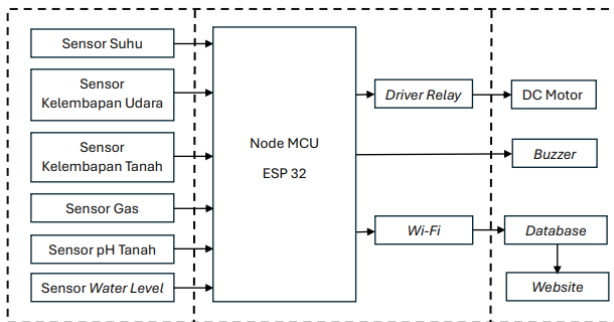 Sensor Suhu
Sensor
Kelembapan Udara
Sensor
Kelembapan Tanah
Sensor Gas
Sensor pH Tanah
Sensor Water Level
Node MCU
ESP 32
Driver Relay
Wi-Fi
DC Motor
Buzzer
Database
Website